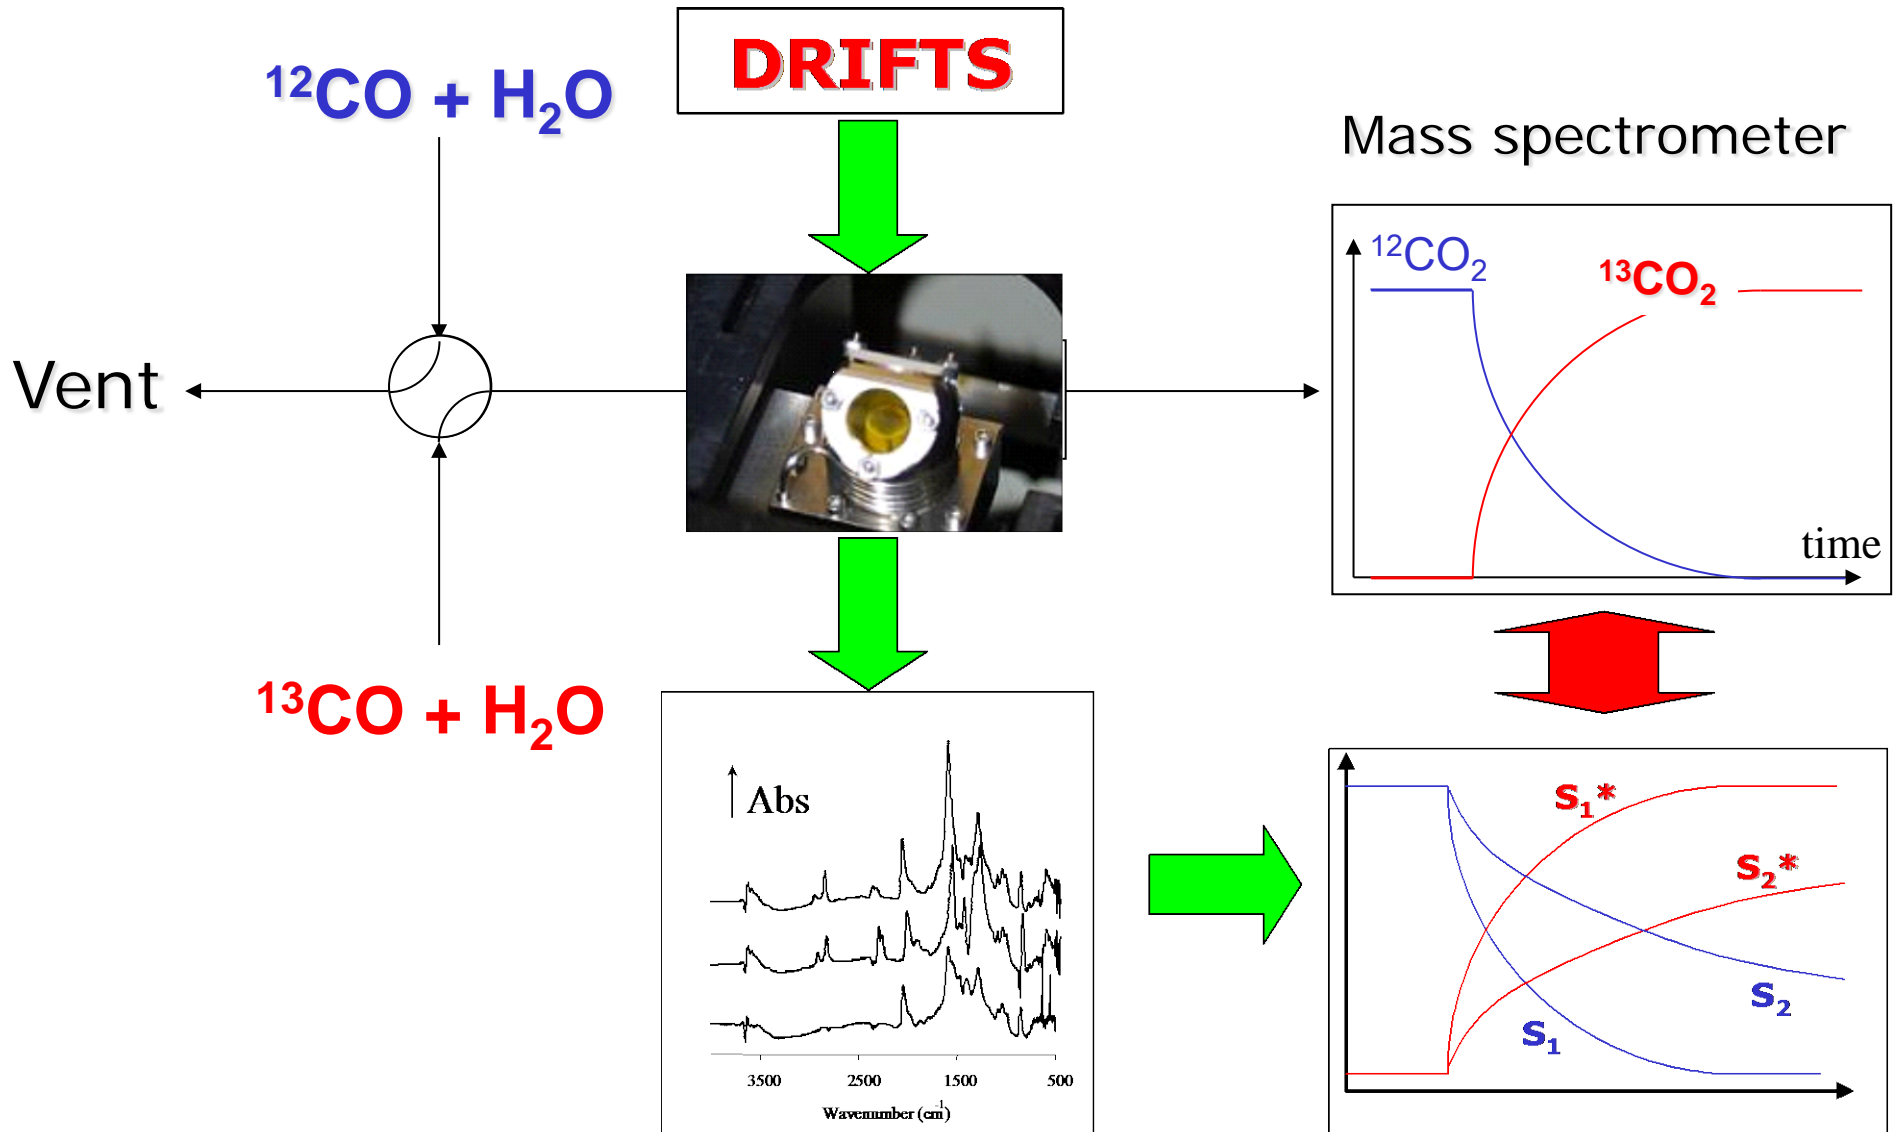 DRIFTS
¹²CO + H₂O
Mass spectrometer
¹²CO₂
¹³CO₂
time
Vent
¹³CO + H₂O
Abs
3500 2500 1500 500
Wavenumber (cm⁻¹)
S₁*
S₂*
S₂
S₁